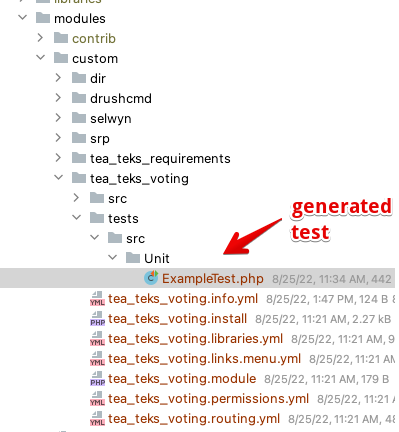 libraries
modules
contrib
custom
dir
drushcmd
selwyn
srp
tea_teks_requirements
tea_teks_voting
src
generated
tests
test
src
Unit
ExampleTest.php 8/25/22, 11:34 AM, 442
YML tea_teks_voting.info.yml 8/25/22, 1:47 PM, 124 B 8
PHP tea_teks_voting.install 8/25/22, 11:21 AM, 2.27 kB
YML tea_teks_voting.libraries.yml 8/25/22, 11:21 AM, 9
YML tea_teks_voting.links.menu.yml 8/25/22, 11:21 AM
PHP tea_teks_voting.module 8/25/22, 11:21 AM, 179 B
YML tea_teks_voting.permissions.yml 8/25/22, 11:21 AM
YML tea_teks_voting.routing.yml 8/25/22, 11:21 AM, 48